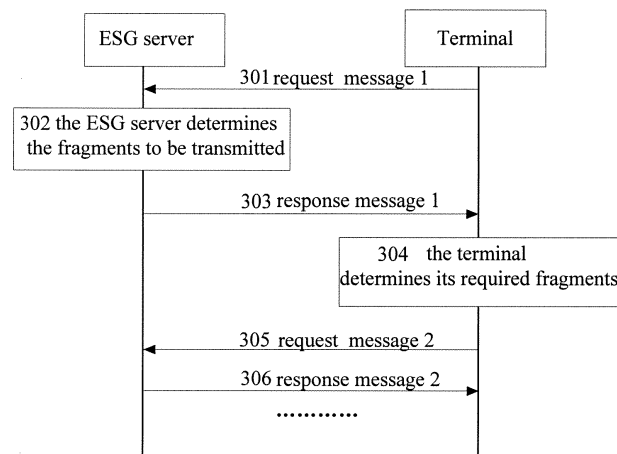 ESG server
Terminal
301 request message 1
302 the ESG server determines
the fragments to be transmitted
303 response message 1
304 the terminal
determines its required fragments
305 request message 2
306 response message 2
…………